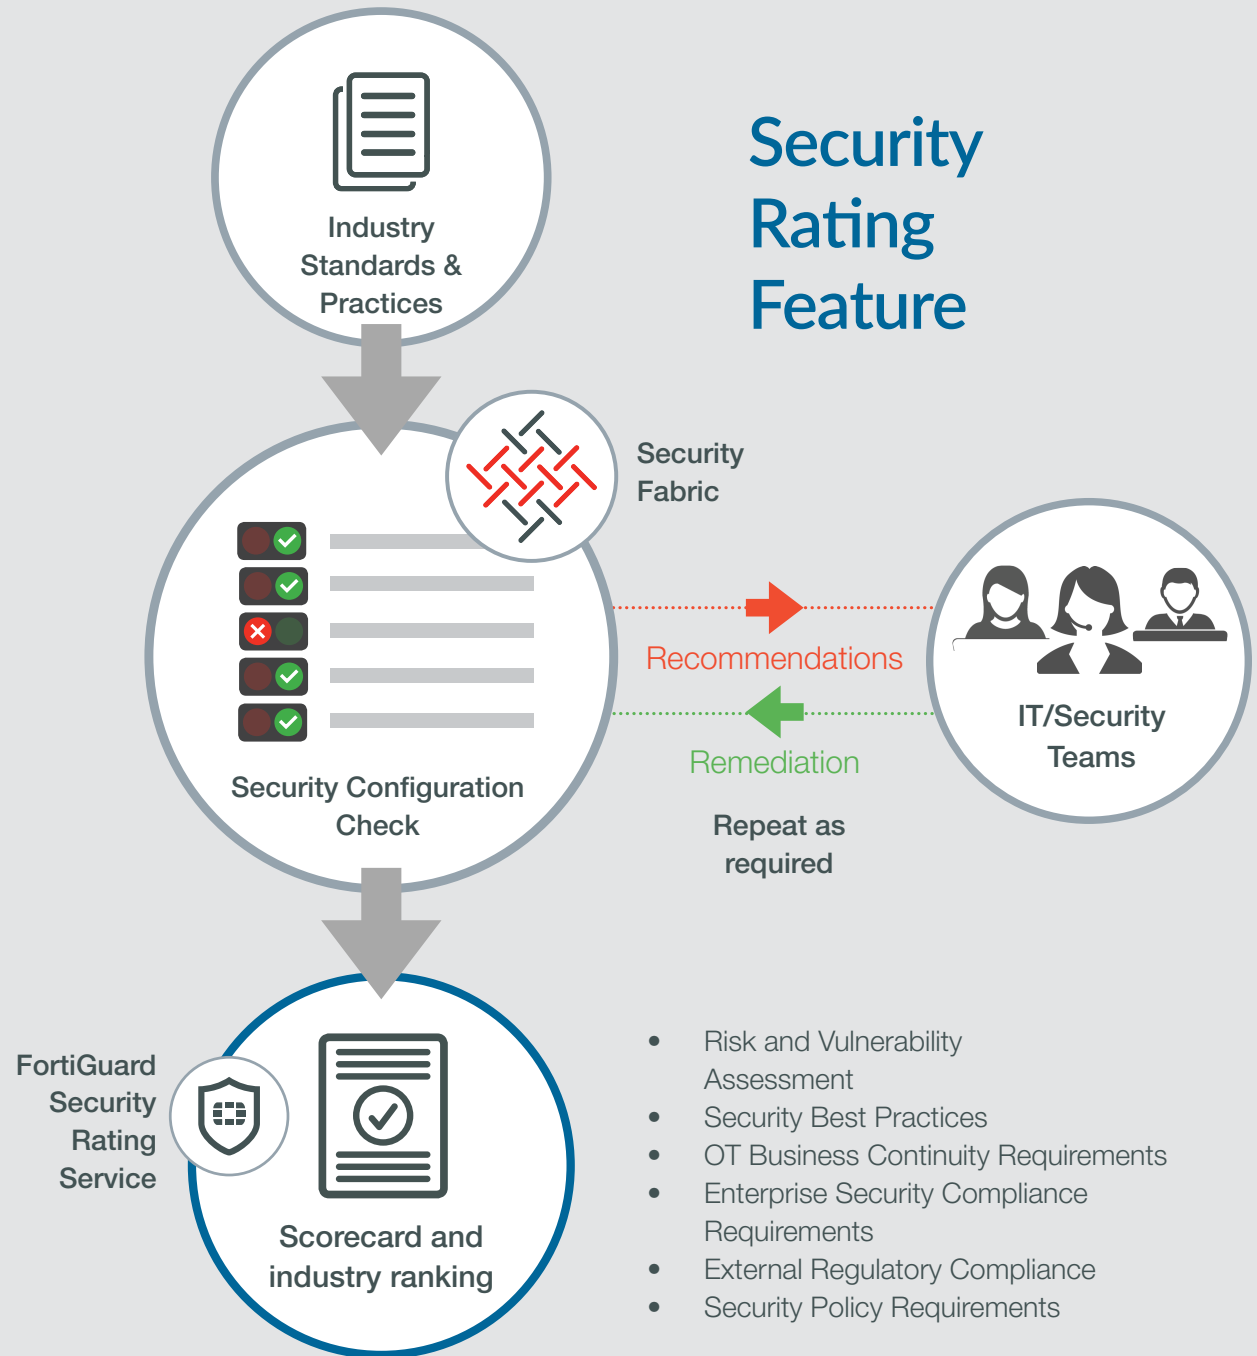 Security
Rating
Feature
Industry
Standards &
Practices
Security
Fabric
Recommendations
Remediation
Repeat as
required
IT/Security
Teams
Security Configuration
Check
FortiGuard
Security
Rating
Service
Scorecard and
industry ranking
• Risk and Vulnerability
Assessment
• Security Best Practices
• OT Business Continuity Requirements
• Enterprise Security Compliance
Requirements
• External Regulatory Compliance
• Security Policy Requirements